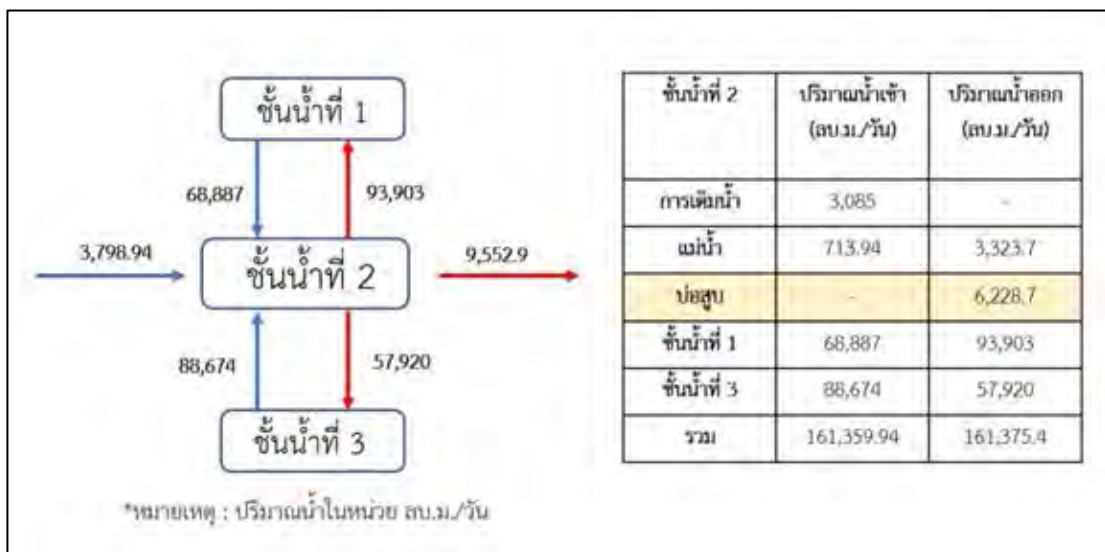 ชั้นน้ำที่ 1
68,887 93,903
3,798.94
ชั้นน้ำที่ 2
9,552.9
88,674 57,920
ชั้นน้ำที่ 3
*หมายเหตุ : ปริมาณน้ำในหน่วย ลบ.ม./วัน
ชั้นน้ำที่ 2 ปริมาณน้ำเข้า ปริมาณน้ำออก
(ลบ.ม./วัน) (ลบ.ม./วัน)
การเติมน้ำ 3,085 -
แม่น้ำ 713.94 3,323.7
บ่อสูบ - 6,228.7
ชั้นน้ำที่ 1 68,887 93,903
ชั้นน้ำที่ 3 88,674 57,920
รวม 161,359.94 161,375.4